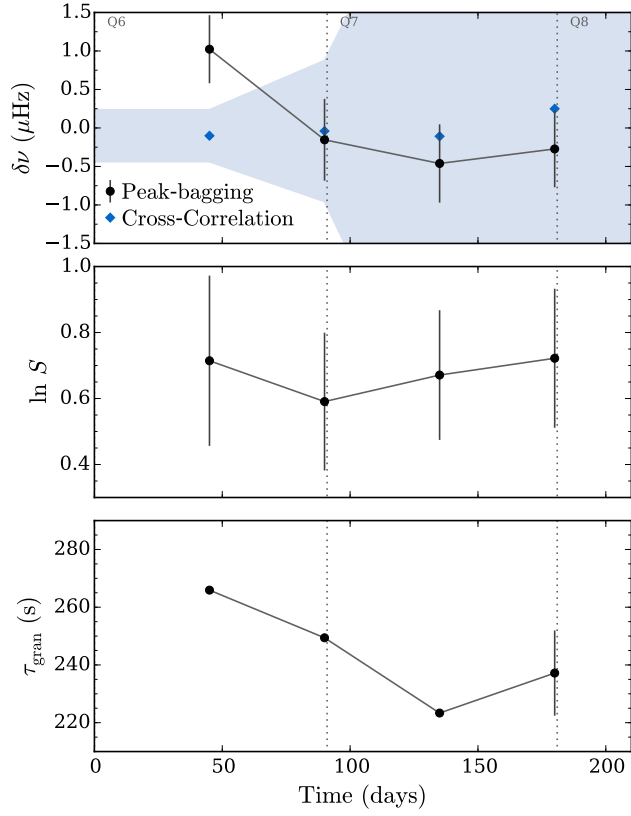 Q6 Q7 Q8
1.5
1.0
0.5
0.0
−0.5
−1.0
−1.5
δν (μHz)
Peak-bagging
Cross-Correlation
1.0
0.8
0.6
0.4
ln S
280
260
240
220
τgran (s)
0 50 100 150 200
Time (days)